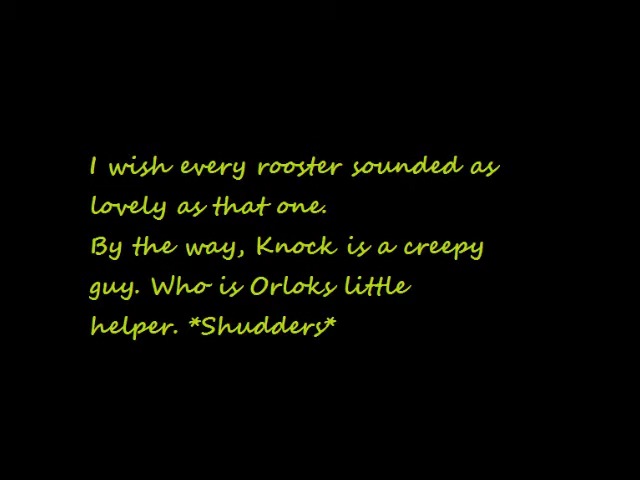 I wish every rooster sounded as
lovely as that one.
By the way, Knock is a creepy
guy. Who is Orloks little
helper. *Shudders*